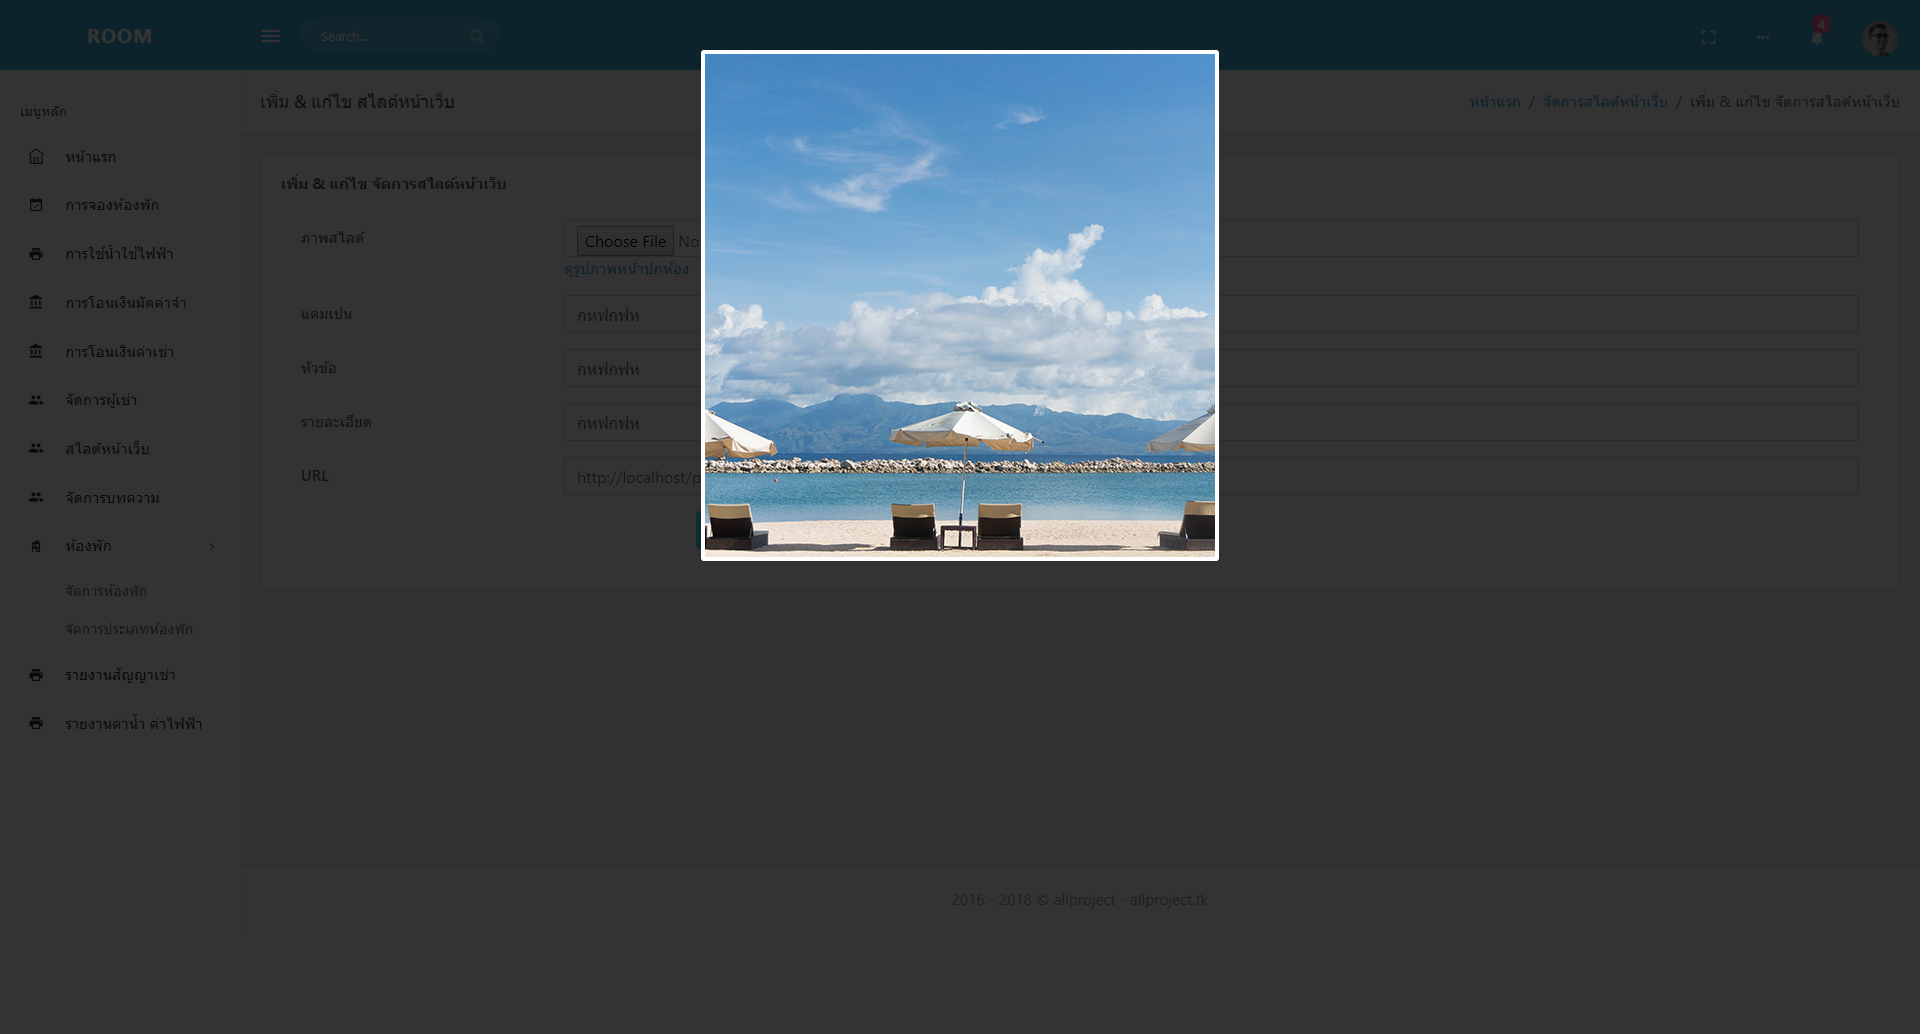 ROOM
Search...
4
เมนูหลัก
หน้าแรก
การจองห้องพัก
การใช้น้ำใช้ไฟฟ้า
การโอนเงินมัดจำจำ
การโอนเงินค่าเช่า
จัดการผู้เช่า
สไลด์หน้าเว็บ
จัดการบทความ
ห้องพัก
จัดการห้องพัก
จัดการประเภทห้องพัก
รายงานสัญญาเช่า
รายงานค่าน้ำ ค่าไฟฟ้า
เพิ่ม & แก้ไข สไลด์หน้าเว็บ
หน้าแรก / จัดการสไลด์หน้าเว็บ / เพิ่ม & แก้ไข จัดการสไลด์หน้าเว็บ
เพิ่ม & แก้ไข จัดการสไลด์หน้าเว็บ
ภาพสไลด์
Choose File No
ดูรูปภาพหน้าปกห้อง
แคมเปน
กหฟกฟห
หัวข้อ
กหฟกฟห
รายละเอียด
กหฟกฟห
URL
http://localhost/p
2016 - 2018 © allproject - allproject.tk